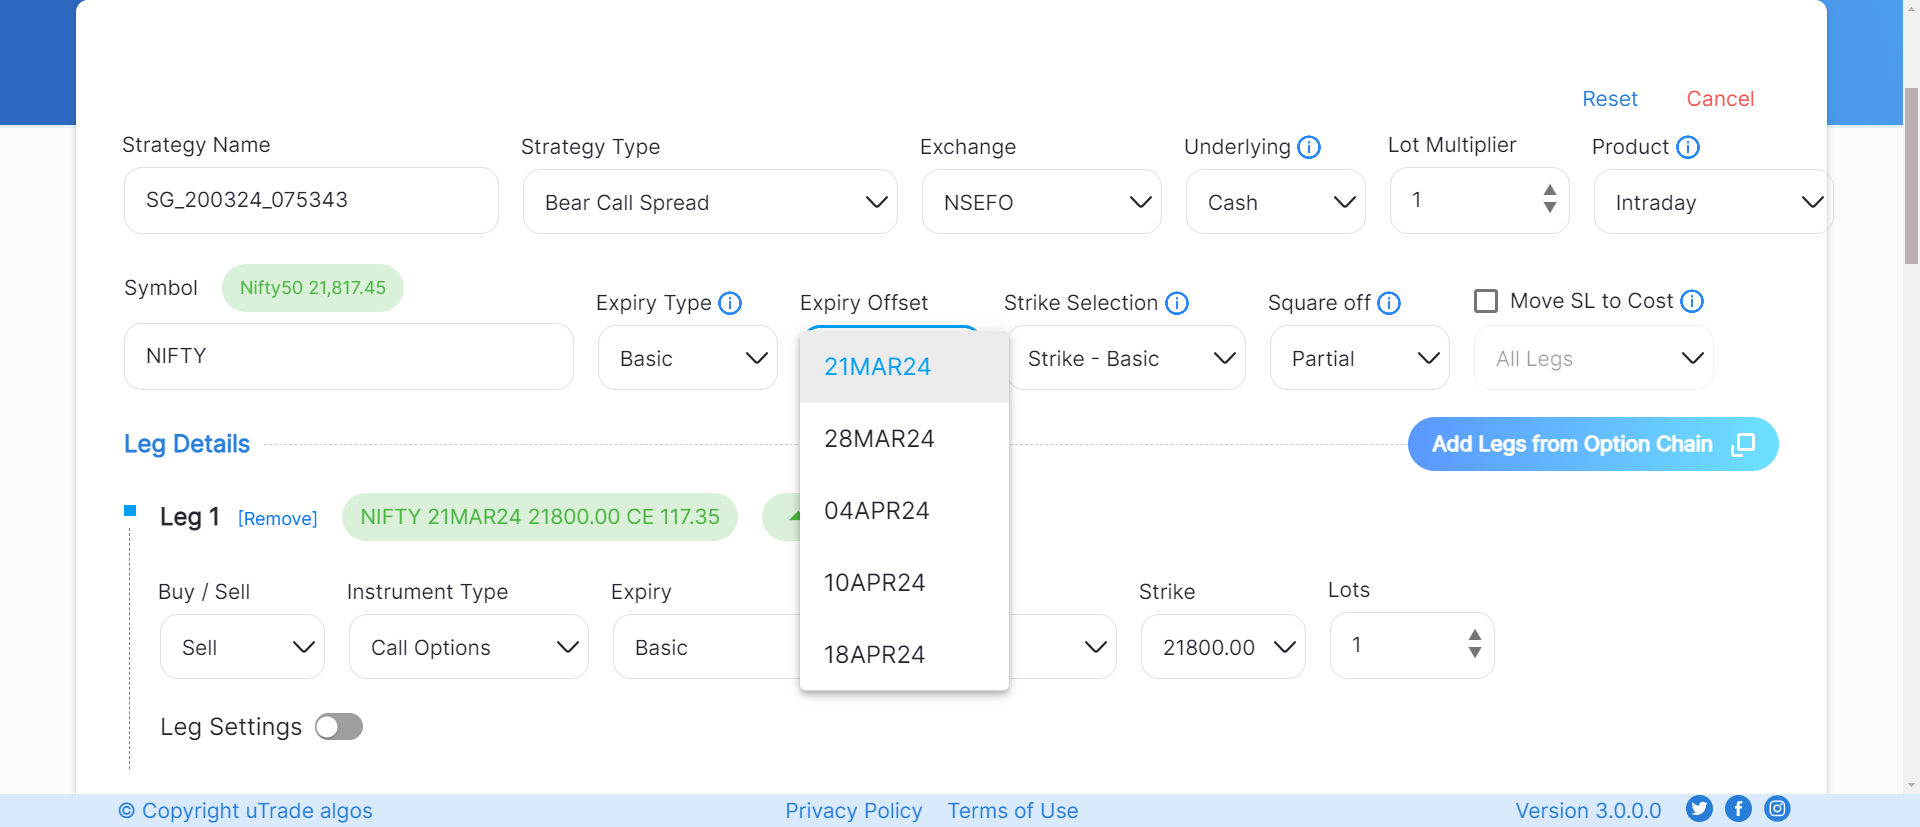 Reset Cancel
Strategy Name Strategy Type Exchange Underlying Lot Multiplier Product
SG_200324_075343 Bear Call Spread NSEFO Cash 1 Intraday
Symbol Nifty50 21,817.45 Expiry Type Expiry Offset Strike Selection Square off Move SL to Cost
NIFTY Basic Strike - Basic Partial All Legs
21MAR24
28MAR24
04APR24
10APR24
18APR24
Leg Details Add Legs from Option Chain
Leg 1 [Remove] NIFTY 21MAR24 21800.00 CE 117.35
Buy / Sell Instrument Type Expiry Strike Lots
Sell Call Options Basic 21800.00 1
Leg Settings
© Copyright uTrade algos Privacy Policy Terms of Use Version 3.0.0.0